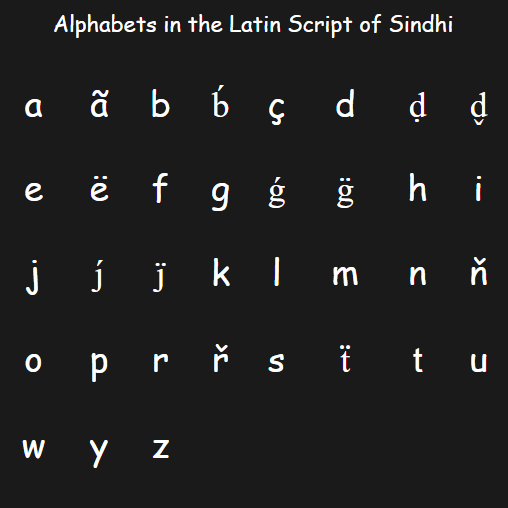 Alphabets in the Latin Script of Sindhi
a ã b b́ ç d ḍ ḍ̌
e ë f g ǵ g̈ h i
j j́ j̈ k l m n ň
o p r ř s ẗ t u
w y z